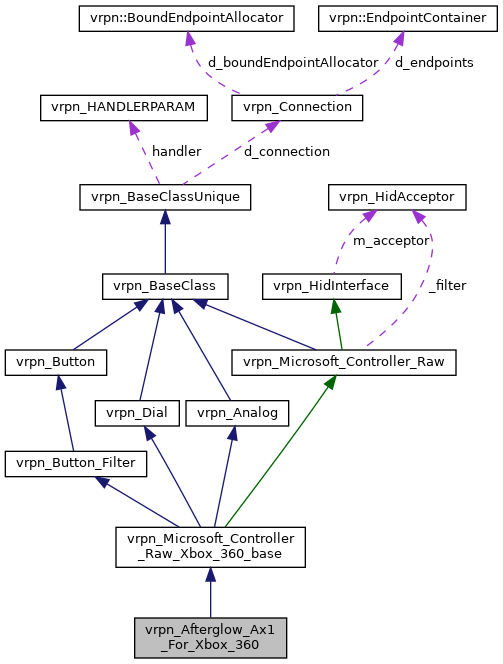 vrpn::BoundEndpointAllocator
vrpn::EndpointContainer
d_boundEndpointAllocator
d_endpoints
vrpn_HANDLERPARAM
vrpn_Connection
handler
d_connection
vrpn_BaseClassUnique
vrpn_HidAcceptor
m_acceptor
vrpn_BaseClass
vrpn_HidInterface
_filter
vrpn_Button
vrpn_Microsoft_Controller_Raw
vrpn_Dial
vrpn_Analog
vrpn_Button_Filter
vrpn_Microsoft_Controller
_Raw_Xbox_360_base
vrpn_Afterglow_Ax1
_For_Xbox_360